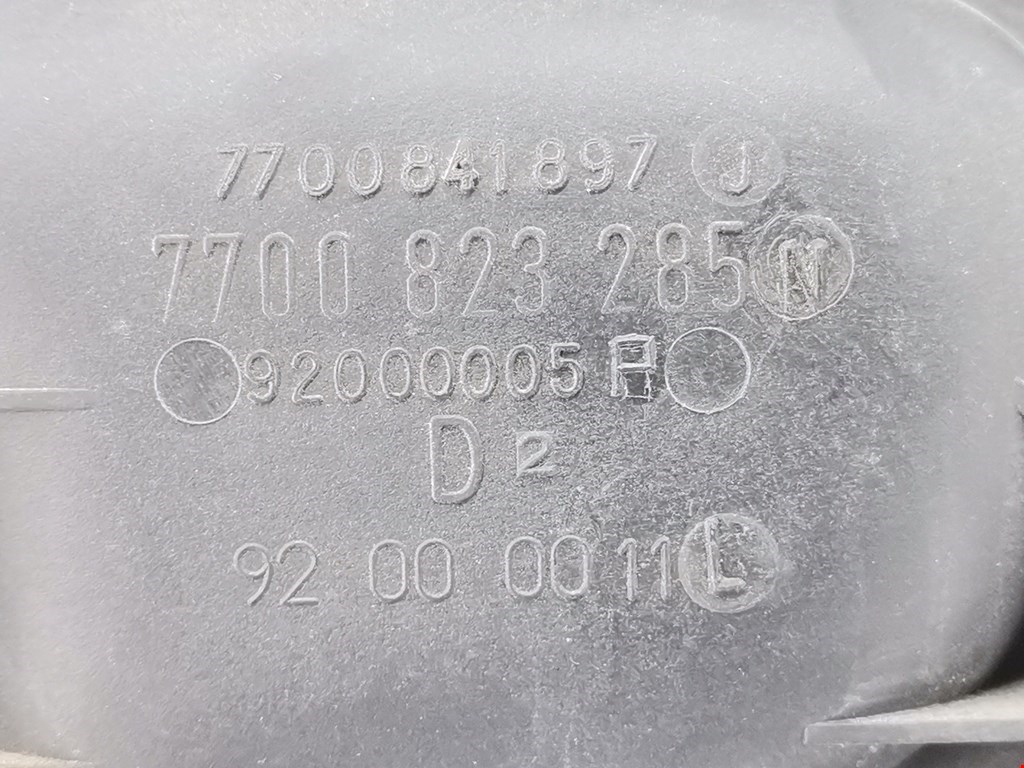 7700841897 J
7700 823 285 M
92000005 P
D 2
92 00 00 11 L